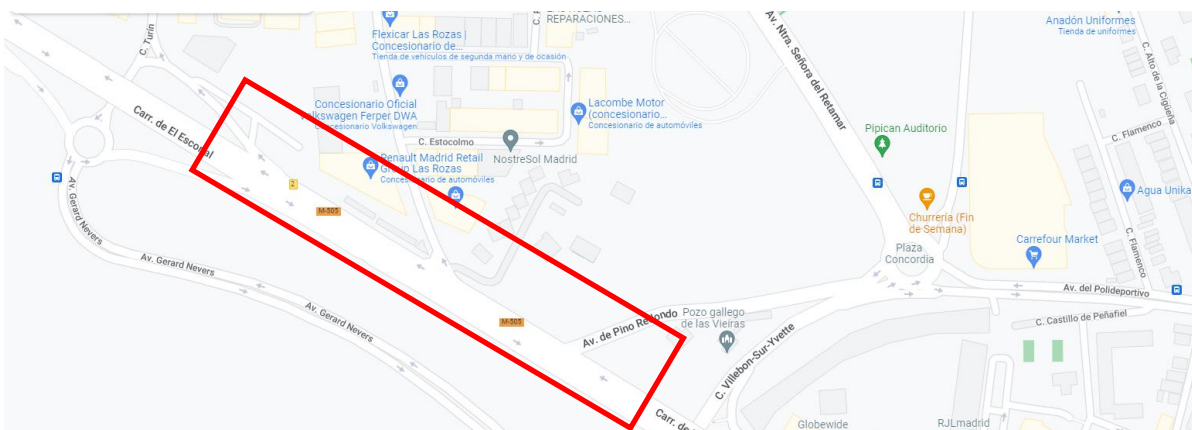 REPARACIONES...
Flexicar Las Rozas |
Concesionario de...
Tienda de vehículos de segunda mano y de ocasión
C. Turín
Av. Ntra. Señora del Retamar
Anadón Uniformes
Tienda de uniformes
C. Alto de la Cigüeña
Concesionario Oficial
Volkswagen Ferper DWA
Concesionario Volkswagen
Lacombe Motor
(concesionario...
Concesionario de automóviles
Carr. de El Escorial
C. Estocolmo
NostreSol Madrid
Pipican Auditorio
C. Flamenco
Renault Madrid Retail
Group Las Rozas
Concesionario de automóviles
2
M-505
Av. Gerard Nevers
Agua Unika
Churrería (Fin
de Semana)
Carrefour Market
C. Flamenco
Plaza
Concordia
Av. Gerard Nevers
Av. del Polideportivo
Av. Gerard Nevers
M-505
Av. de Pino Redondo
Pozo gallego
de las Vieiras
C. Castillo de Peñafiel
C. Villebon-Sur-Yvette
Carr. de
Globewide
RJLmadrid